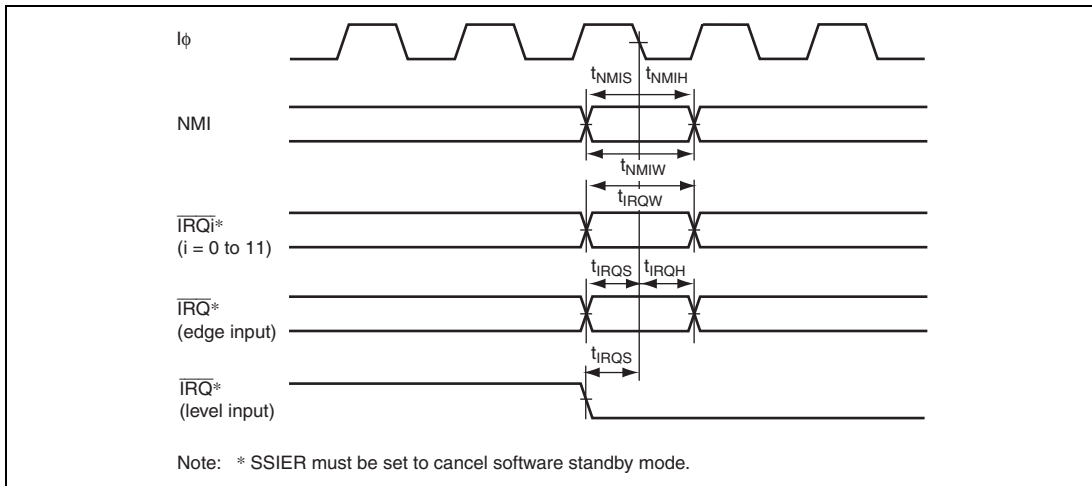 Iϕ
tNMIS tNMIH
NMI
tNMIW
tIRQW
IRQi*
(i = 0 to 11)
tIRQS tIRQH
IRQ*
(edge input)
tIRQS
IRQ*
(level input)
Note: * SSIER must be set to cancel software standby mode.